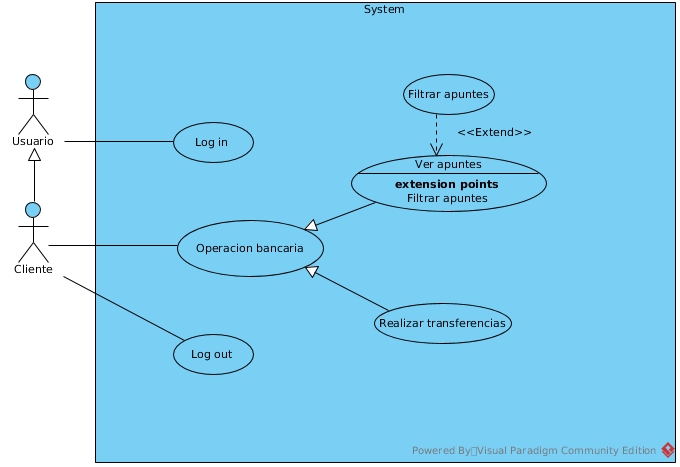 System
Filtrar apuntes
<<Extend>>
Usuario
Log in
Ver apuntes
extension points
Filtrar apuntes
Operacion bancaria
Cliente
Realizar transferencias
Log out
Powered By Visual Paradigm Community Edition